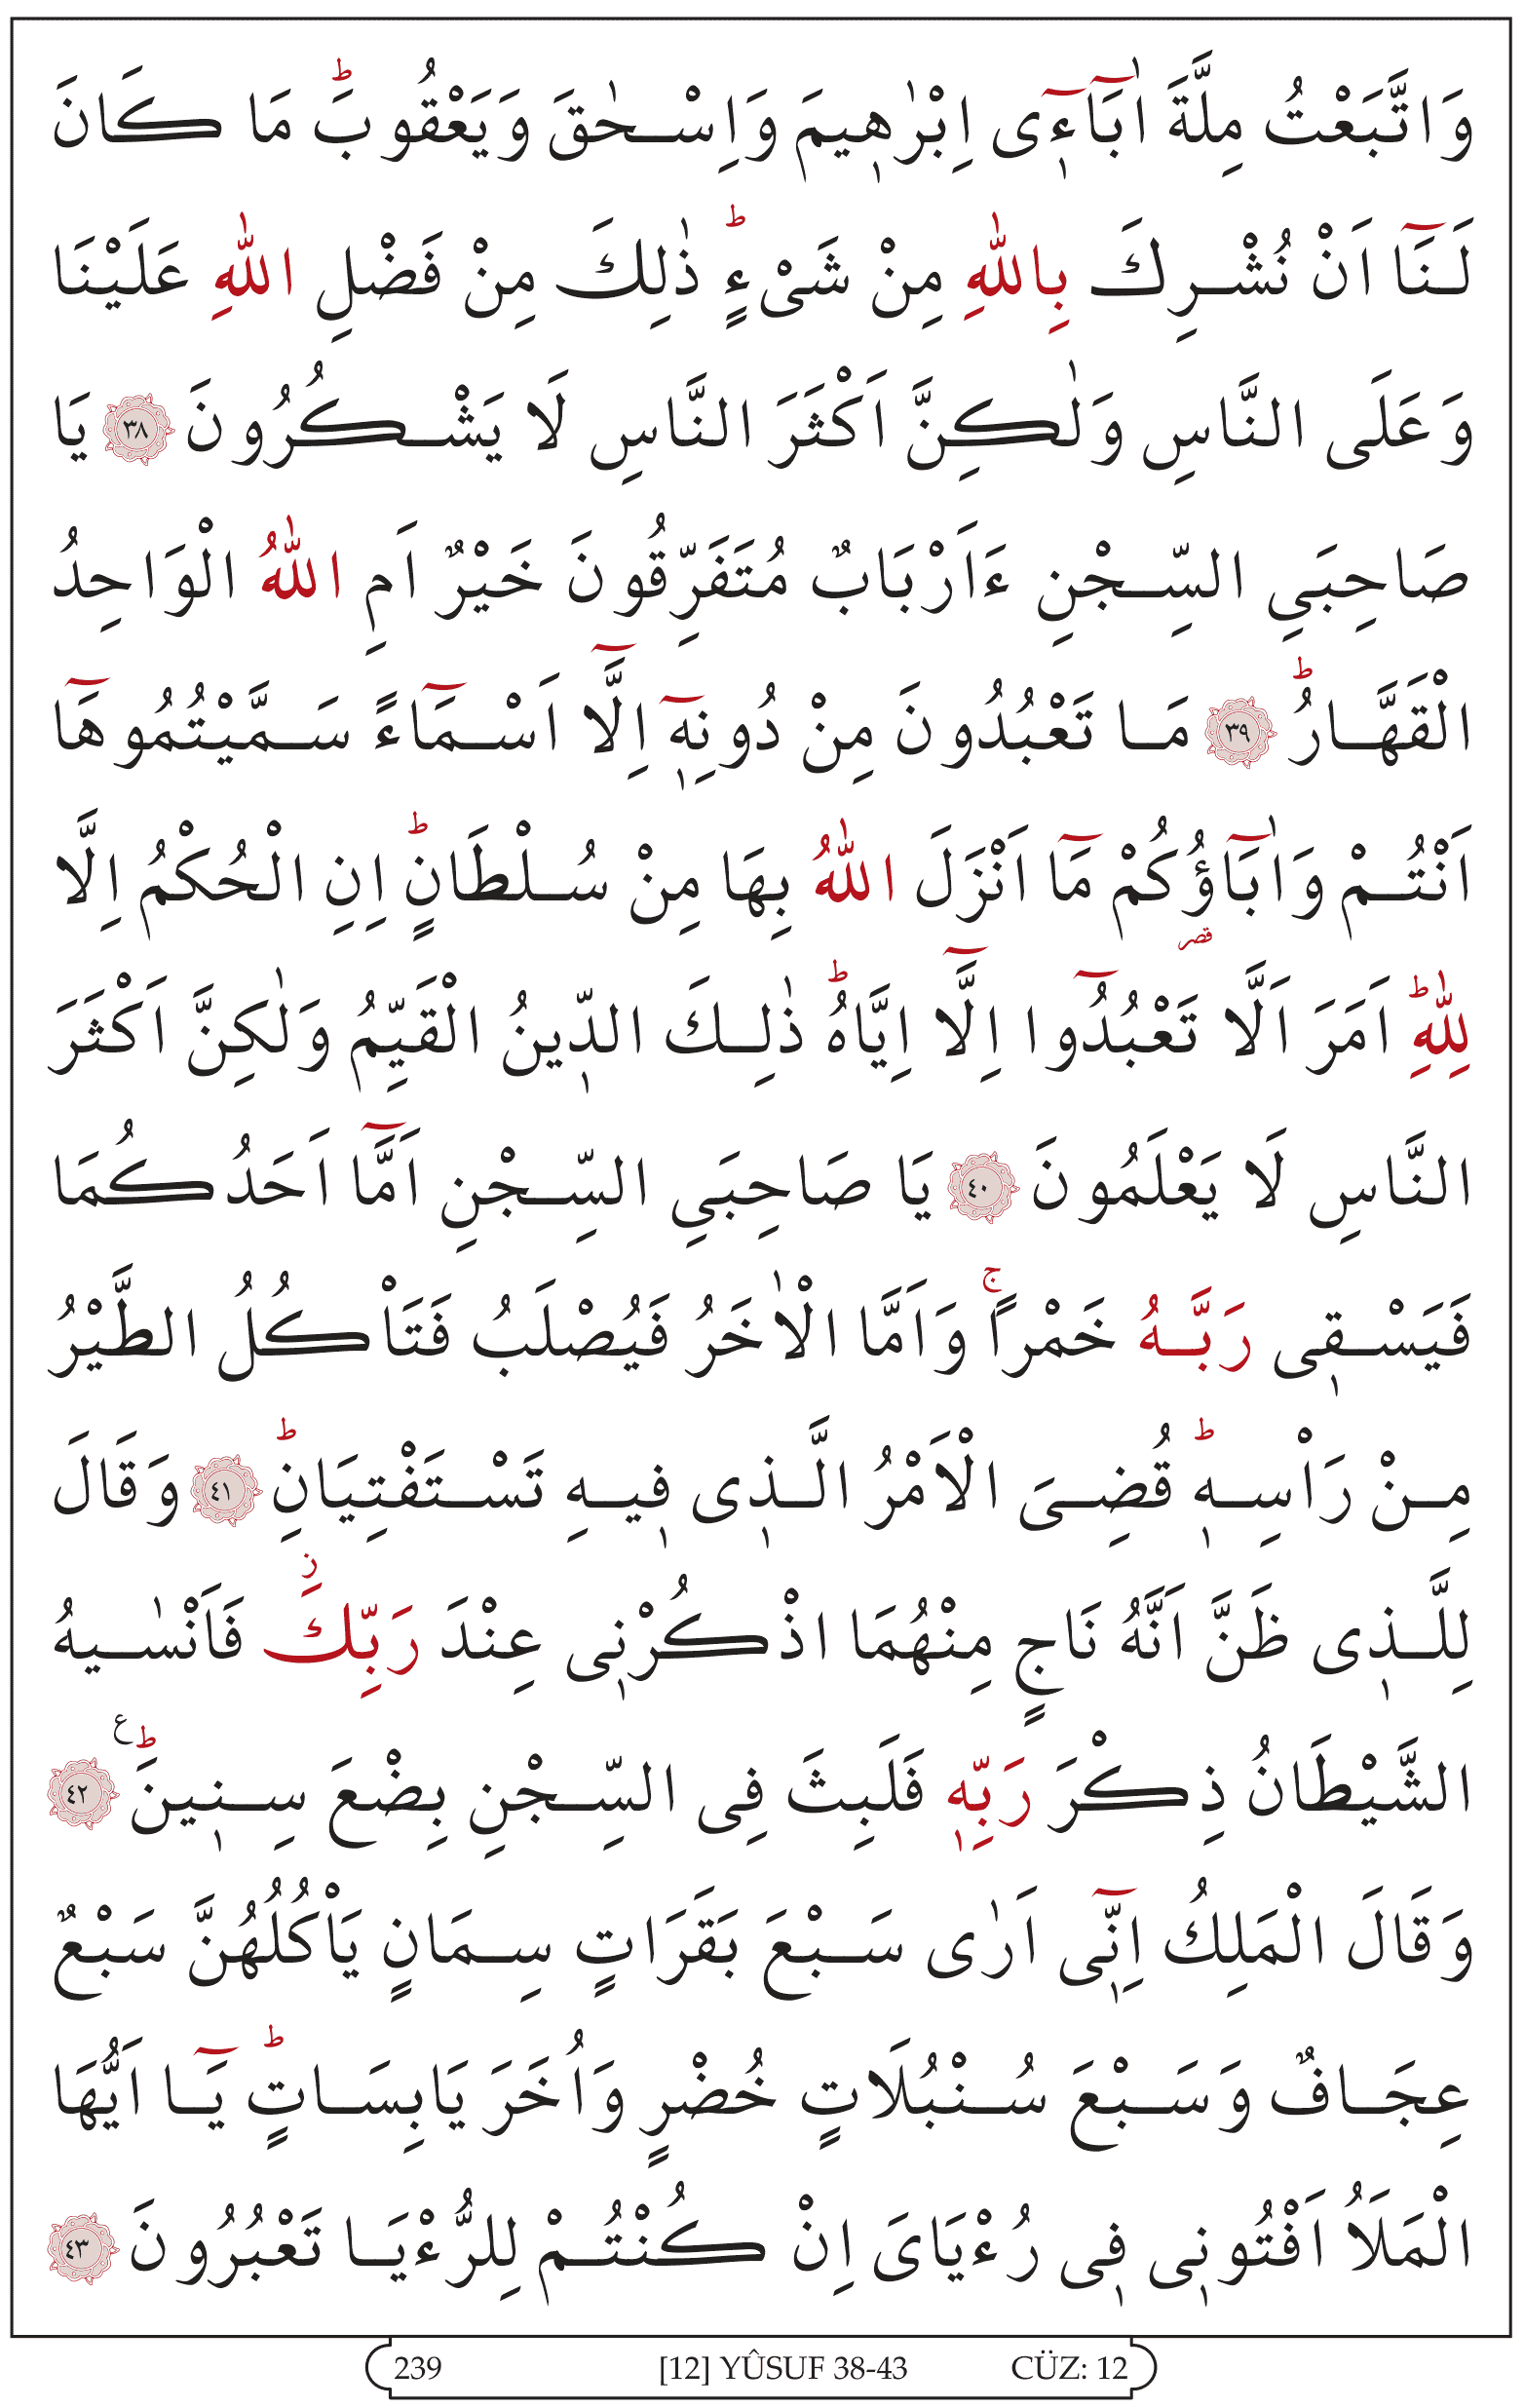 وَاتَّبَعْتُ مِلَّةَ اٰبَٓاءٖٓى اِبْرٰهٖيمَ وَاِسْحٰقَ وَيَعْقُوبَؕ مَا كَانَ
لَنَٓا اَنْ نُشْرِكَ بِاللّٰهِ مِنْ شَىْءٍؕ ذٰلِكَ مِنْ فَضْلِ اللّٰهِ عَلَيْنَا
وَعَلَى النَّاسِ وَلٰكِنَّ اَكْثَرَ النَّاسِ لَا يَشْكُرُونَ ﴿٣٨﴾ يَا
صَاحِبَىِ السِّجْنِ ءَاَرْبَابٌ مُتَفَرِّقُونَ خَيْرٌ اَمِ اللّٰهُ الْوَاحِدُ
الْقَهَّارُؕ ﴿٣٩﴾ مَا تَعْبُدُونَ مِنْ دُونِهٖٓ اِلَّٓا اَسْمَٓاءً سَمَّيْتُمُوهَٓا
اَنْتُمْ وَاٰبَٓاؤُكُمْ مَٓا اَنْزَلَ اللّٰهُ بِهَا مِنْ سُلْطَانٍؕ اِنِ الْحُكْمُ اِلَّا
لِلّٰهِؕ اَمَرَ اَلَّا تَعْبُدُٓوا قصر اِلَّٓا اِيَّاهُؕ ذٰلِكَ الدّٖينُ الْقَيِّمُ وَلٰكِنَّ اَكْثَرَ
النَّاسِ لَا يَعْلَمُونَ ﴿٤٠﴾ يَا صَاحِبَىِ السِّجْنِ اَمَّٓا اَحَدُكُمَا
فَيَسْقٖى رَبَّهُ خَمْرًاۚ وَاَمَّا الْاٰخَرُ فَيُصْلَبُ فَتَاْكُلُ الطَّيْرُ
مِنْ رَاْسِهٖؕ قُضِىَ الْاَمْرُ الَّذٖى فٖيهِ تَسْتَفْتِيَانِؕ ﴿٤١﴾ وَقَالَ
لِلَّذٖى ظَنَّ اَنَّهُ نَاجٍ مِنْهُمَا اذْكُرْنٖى عِنْدَ رَبِّكَؗ فَاَنْسٰيهُ
الشَّيْطَانُ ذِكْرَ رَبِّهٖ فَلَبِثَ فِى السِّجْنِ بِضْعَ سِنٖينَؕ ع ﴿٤٢﴾
وَقَالَ الْمَلِكُ اِنّٖٓى اَرٰى سَبْعَ بَقَرَاتٍ سِمَانٍ يَاْكُلُهُنَّ سَبْعٌ
عِجَافٌ وَسَبْعَ سُنْبُلَاتٍ خُضْرٍ وَاُخَرَ يَابِسَاتٍؕ يَٓا اَيُّهَا
الْمَلَاُ اَفْتُونٖى فٖى رُءْيَاىَ اِنْ كُنْتُمْ لِلرُّءْيَا تَعْبُرُونَ ﴿٤٣﴾
239 [12] YÛSUF 38-43 CÜZ: 12